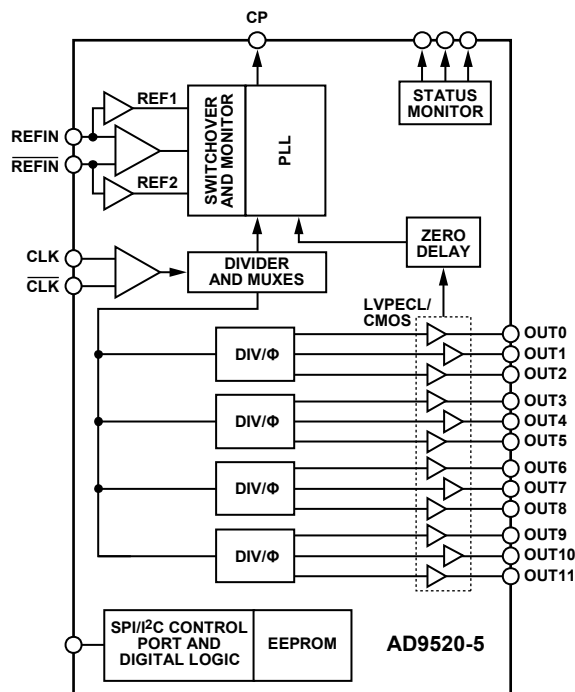 CP
REF1
REFIN
REFIN
REF2
SWITCHOVER
AND MONITOR
PLL
STATUS
MONITOR
CLK
CLK
DIVIDER
AND MUXES
ZERO
DELAY
LVPECL/
CMOS
DIV/Φ
DIV/Φ
DIV/Φ
DIV/Φ
OUT0
OUT1
OUT2
OUT3
OUT4
OUT5
OUT6
OUT7
OUT8
OUT9
OUT10
OUT11
SPI/I²C CONTROL
PORT AND
DIGITAL LOGIC
EEPROM
AD9520-5